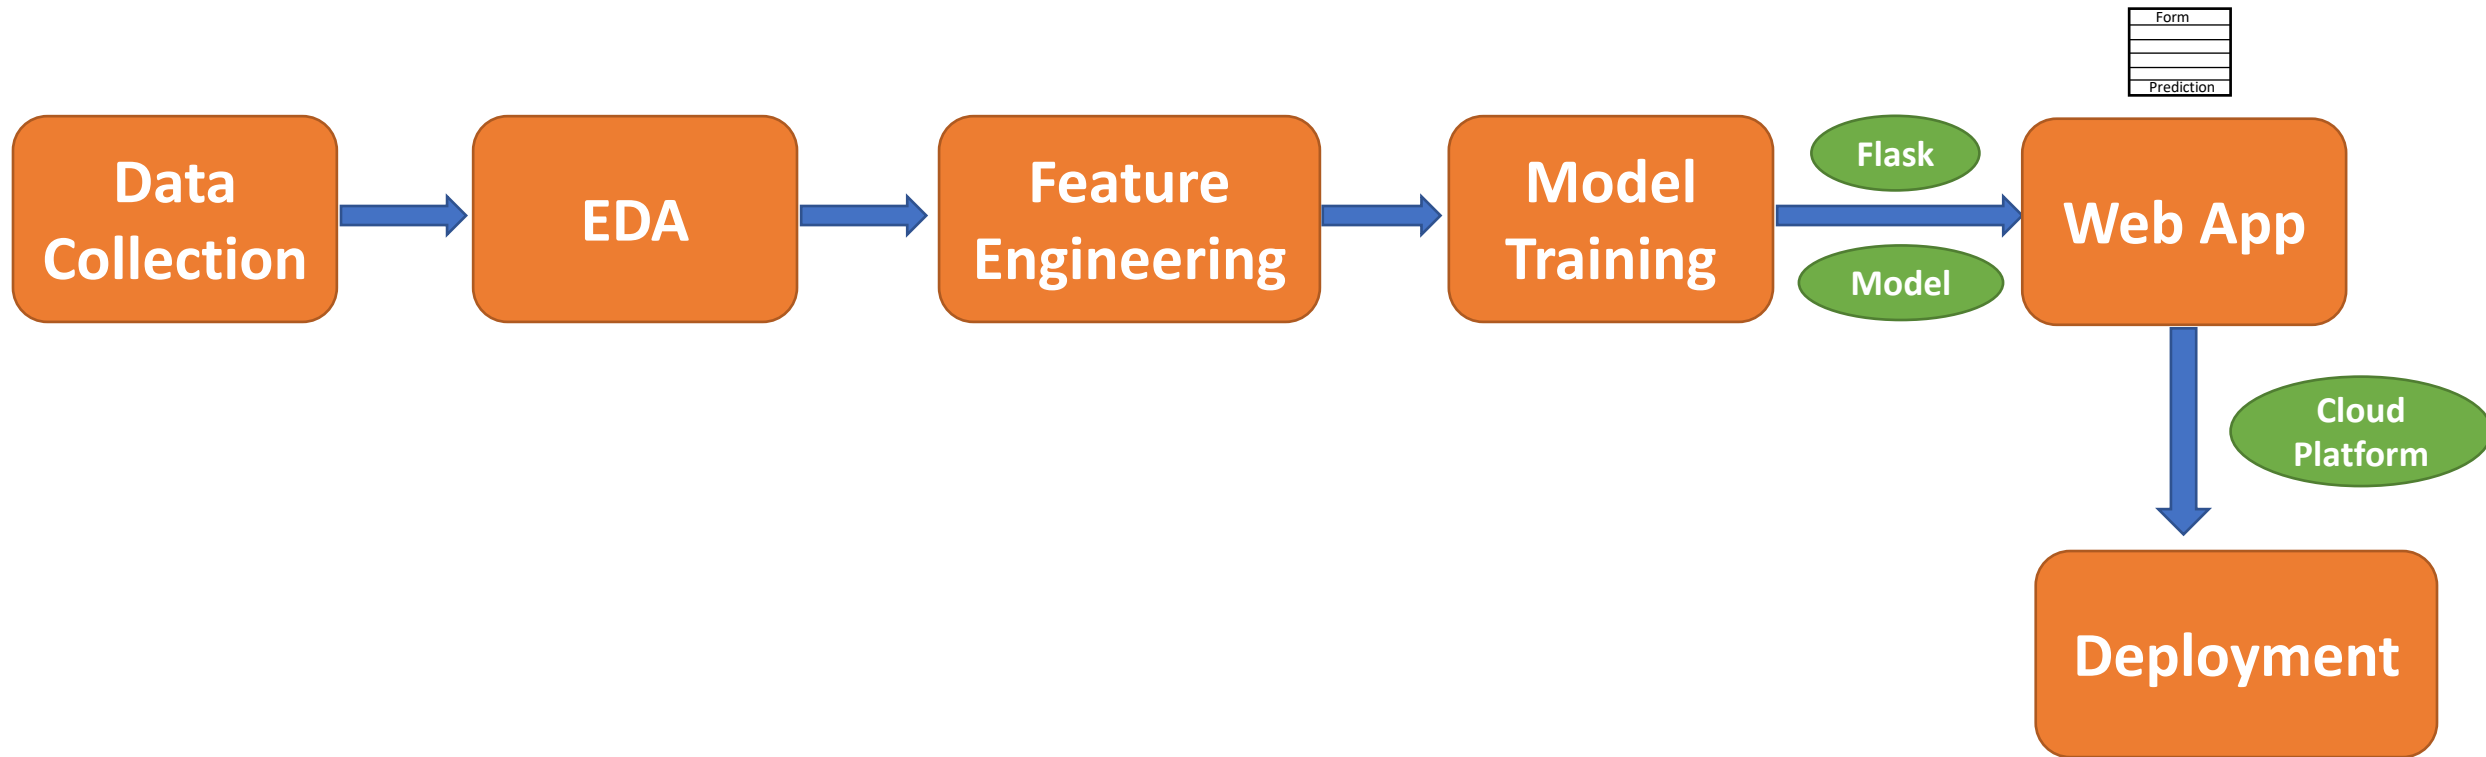 Form
Prediction
Data
Collection
EDA
Feature
Engineering
Model
Training
Flask
Model
Web App
Cloud
Platform
Deployment